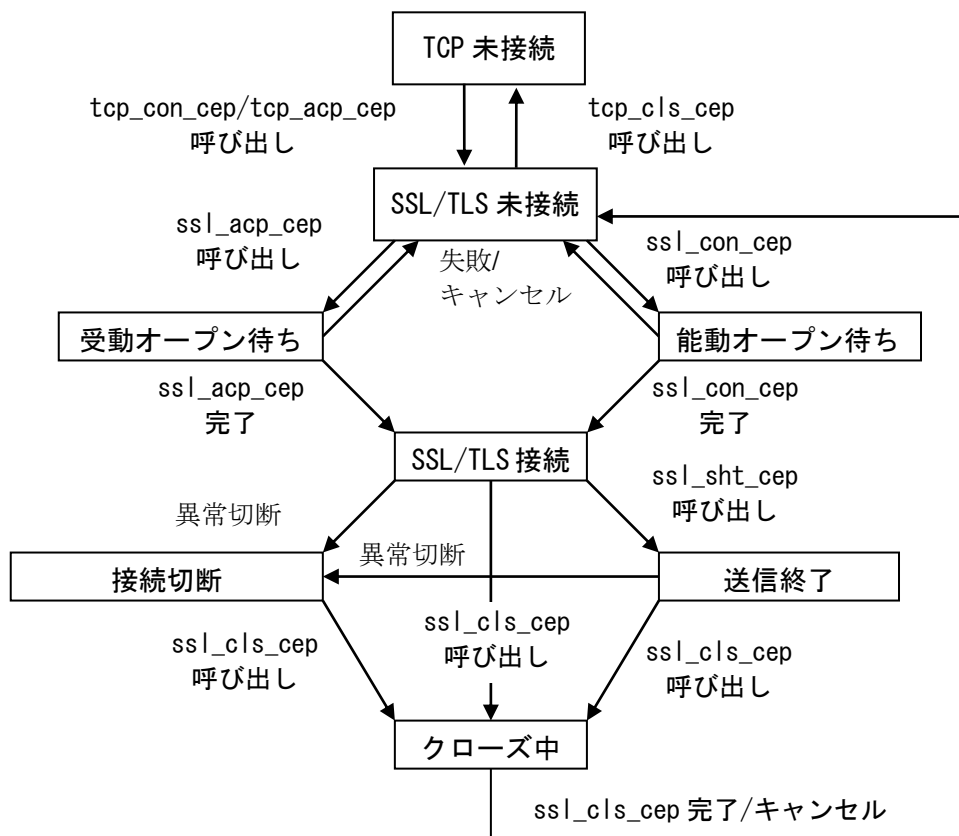 TCP 未接続
tcp_con_cep/tcp_acp_cep
呼び出し
tcp_cls_cep
呼び出し
SSL/TLS 未接続
ssl_acp_cep
呼び出し
失敗/
キャンセル
ssl_con_cep
呼び出し
受動オープン待ち
能動オープン待ち
ssl_acp_cep
完了
ssl_con_cep
完了
SSL/TLS 接続
ssl_sht_cep
呼び出し
異常切断
異常切断
接続切断
送信終了
ssl_cls_cep
呼び出し
ssl_cls_cep
呼び出し
ssl_cls_cep
呼び出し
クローズ中
ssl_cls_cep 完了/キャンセル